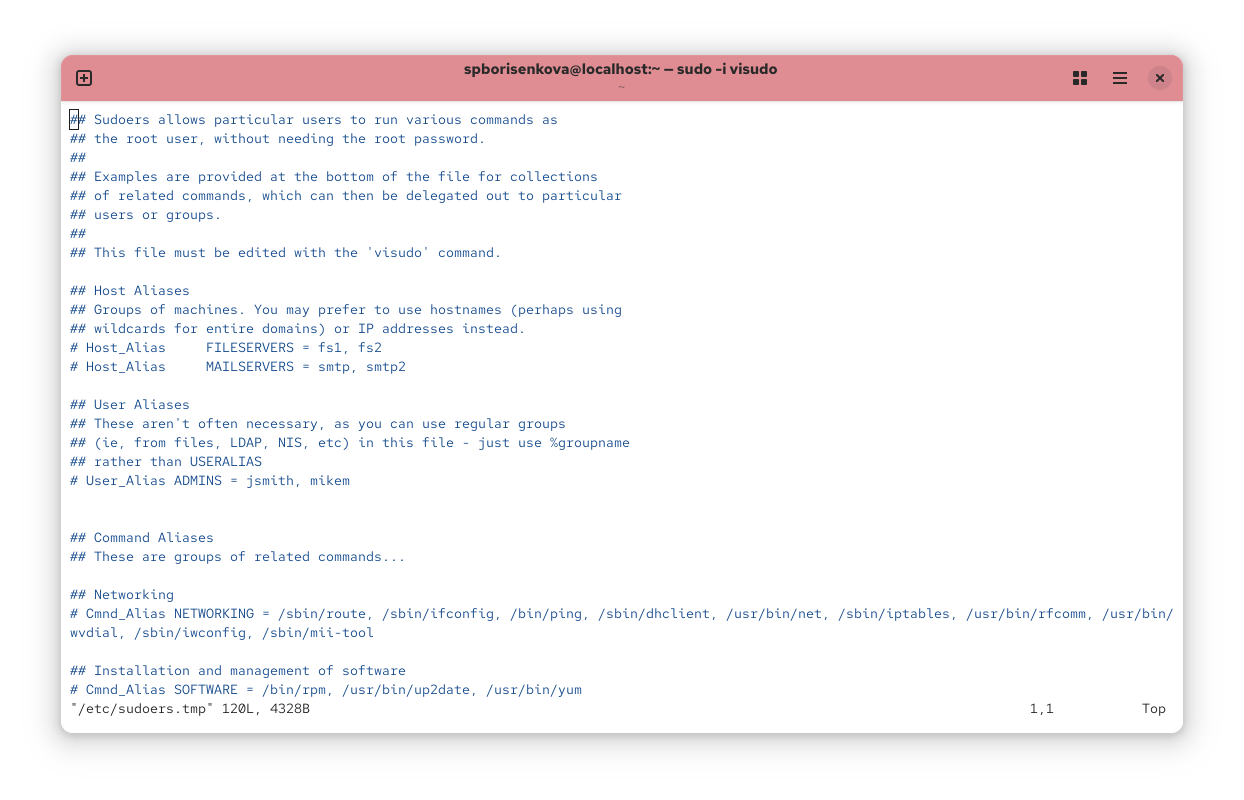 spborisenkova@localhost:~ — sudo -i visudo
~
## Sudoers allows particular users to run various commands as
## the root user, without needing the root password.
##
## Examples are provided at the bottom of the file for collections
## of related commands, which can then be delegated out to particular
## users or groups.
##
## This file must be edited with the 'visudo' command.
## Host Aliases
## Groups of machines. You may prefer to use hostnames (perhaps using
## wildcards for entire domains) or IP addresses instead.
# Host_Alias     FILESERVERS = fs1, fs2
# Host_Alias     MAILSERVERS = smtp, smtp2
## User Aliases
## These aren't often necessary, as you can use regular groups
## (ie, from files, LDAP, NIS, etc) in this file - just use %groupname
## rather than USERALIAS
# User_Alias ADMINS = jsmith, mikem
## Command Aliases
## These are groups of related commands...
## Networking
# Cmnd_Alias NETWORKING = /sbin/route, /sbin/ifconfig, /bin/ping, /sbin/dhclient, /usr/bin/net, /sbin/iptables, /usr/bin/rfcomm, /usr/bin/
wvdial, /sbin/iwconfig, /sbin/mii-tool
## Installation and management of software
# Cmnd_Alias SOFTWARE = /bin/rpm, /usr/bin/up2date, /usr/bin/yum
"/etc/sudoers.tmp" 120L, 4328B 1,1 Top